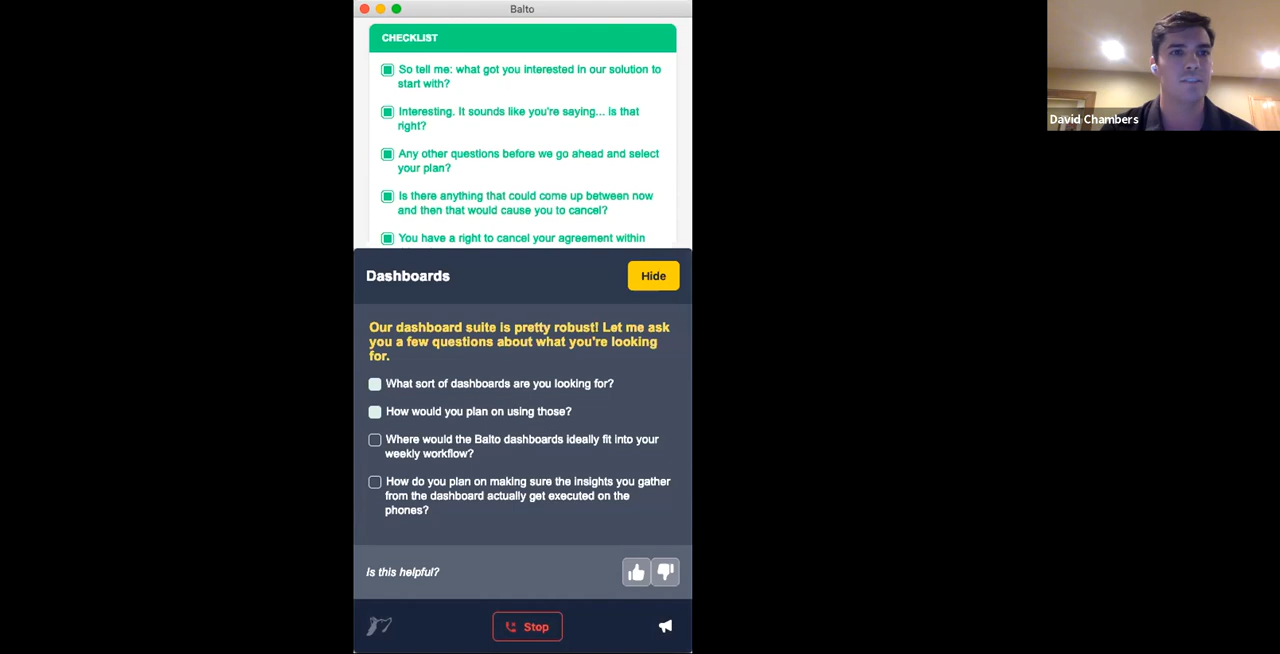 Balto
CHECKLIST
So tell me: what got you interested in our solution to
start with?
Interesting. It sounds like you're saying... is that
right?
Any other questions before we go ahead and select
your plan?
Is there anything that could come up between now
and then that would cause you to cancel?
You have a right to cancel your agreement within
Dashboards
Hide
Our dashboard suite is pretty robust! Let me ask
you a few questions about what you're looking
for.
What sort of dashboards are you looking for?
How would you plan on using those?
Where would the Balto dashboards ideally fit into your
weekly workflow?
How do you plan on making sure the insights you gather
from the dashboard actually get executed on the
phones?
Is this helpful?
Stop
David Chambers